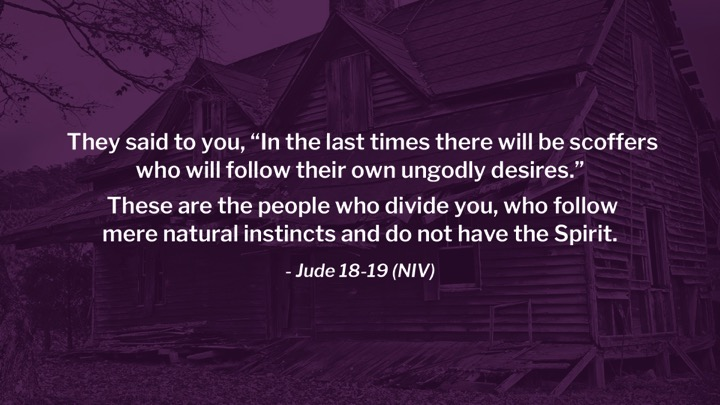 They said to you, “In the last times there will be scoffers
who will follow their own ungodly desires.”
These are the people who divide you, who follow
mere natural instincts and do not have the Spirit.
- Jude 18-19 (NIV)